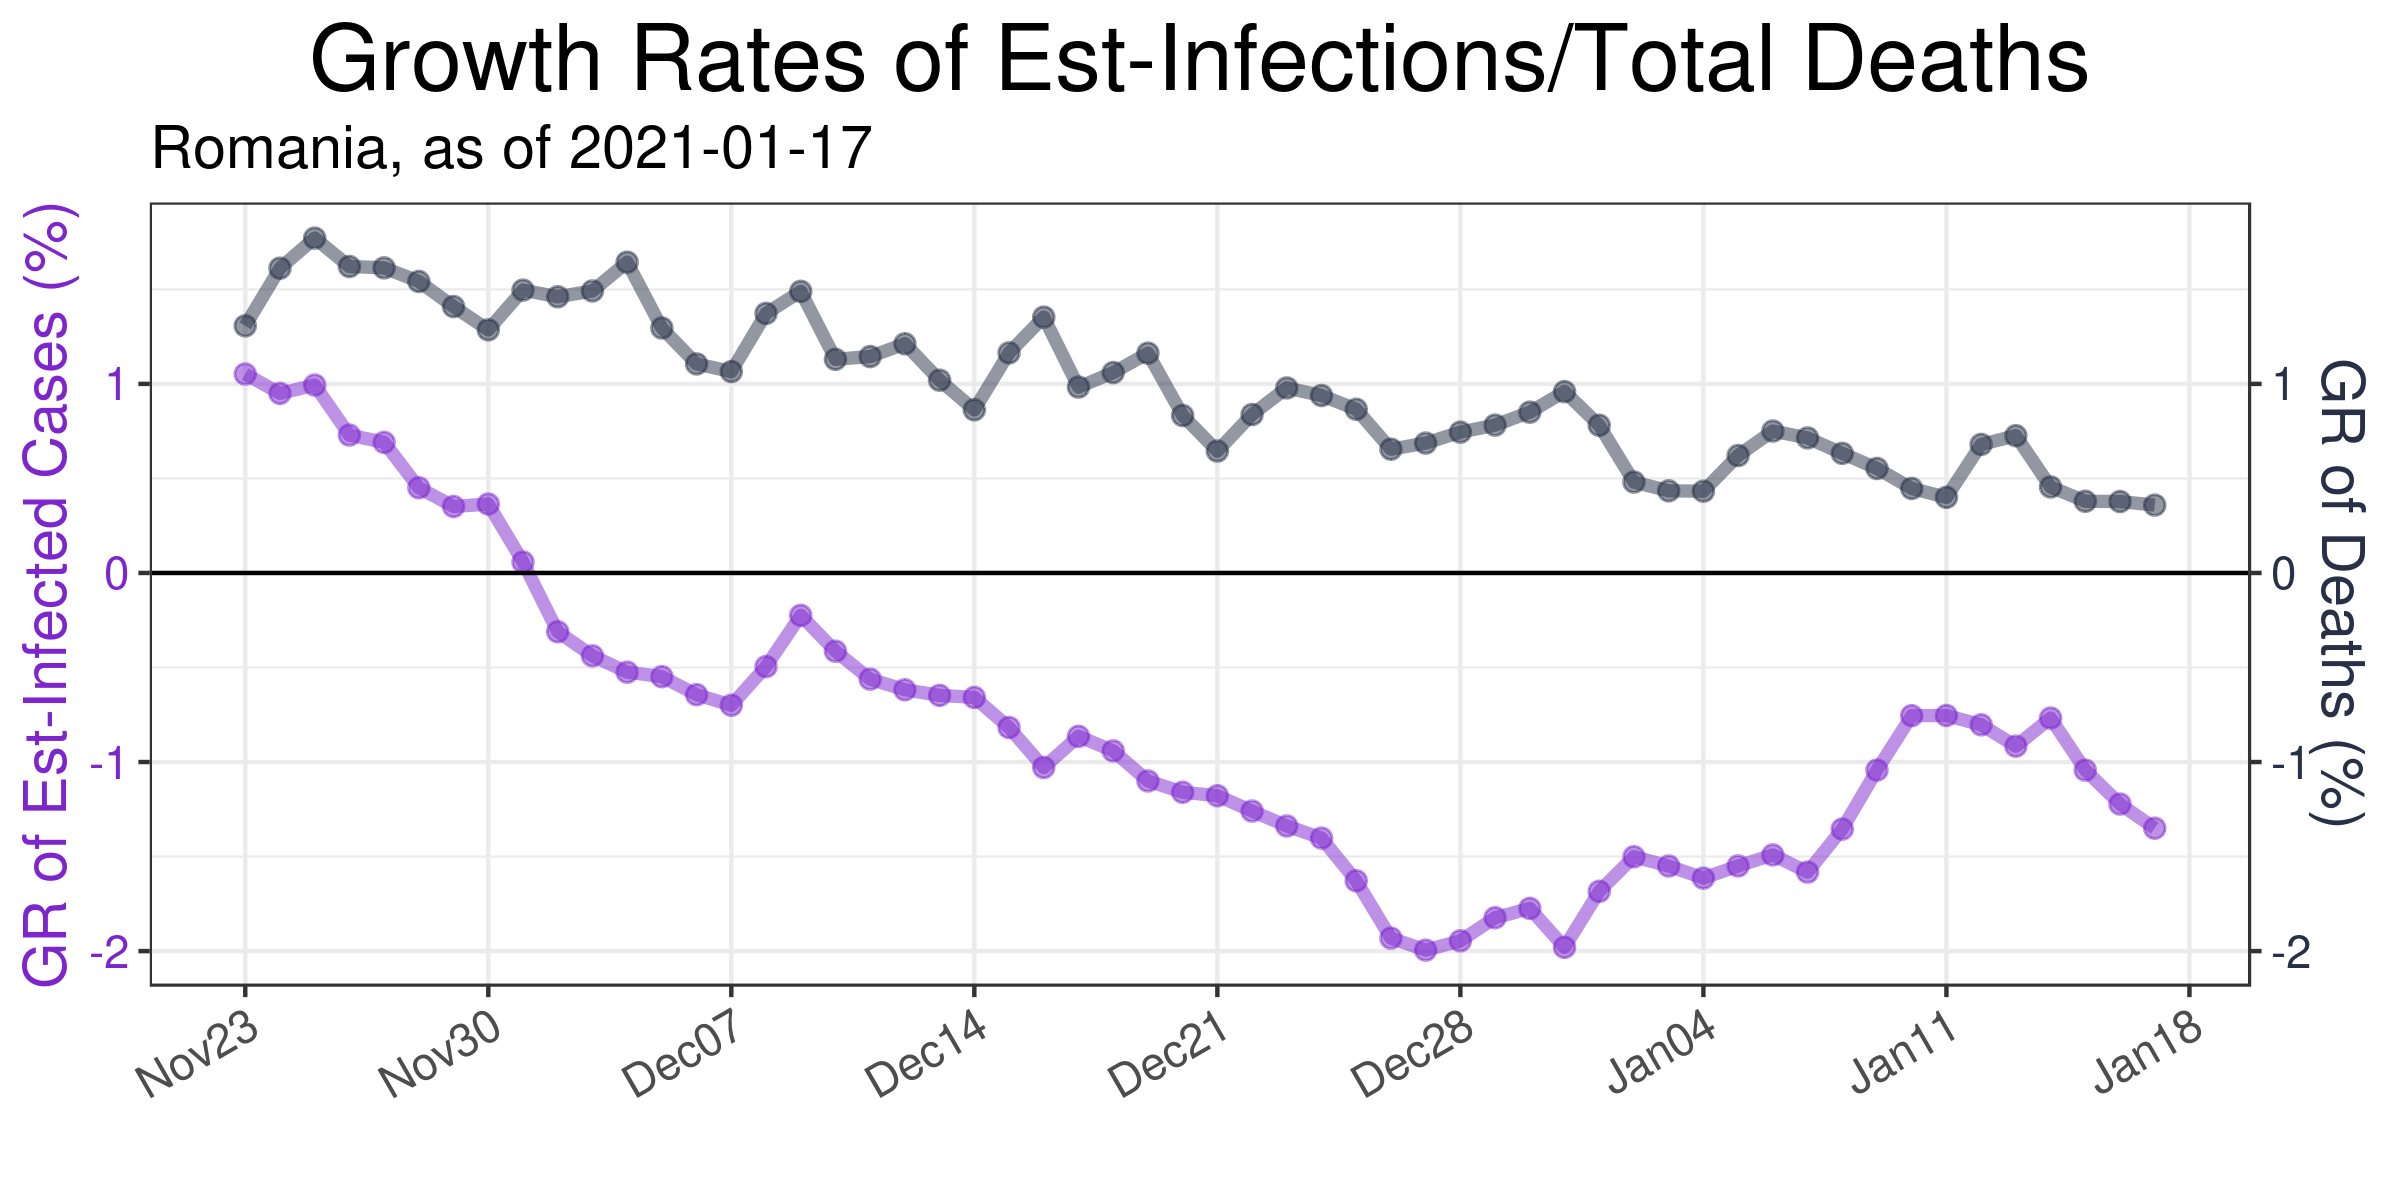 Growth Rates of Est-Infections/Total Deaths
Romania, as of 2021-01-17
GR of Est-Infected Cases (%)
1
0
-1
-2
1
0
-1
-2
GR of Deaths (%)
Nov23
Nov30
Dec07
Dec14
Dec21
Dec28
Jan04
Jan11
Jan18